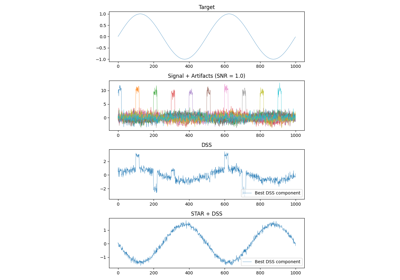 Target
1.0
0.5
0.0
-0.5
-1.0
0 200 400 600 800 1000
Signal + Artifacts (SNR = 1.0)
10
5
0
0 200 400 600 800 1000
DSS
2
0
-2
Best DSS component
0 200 400 600 800 1000
STAR + DSS
1
0
-1
Best DSS component
0 200 400 600 800 1000